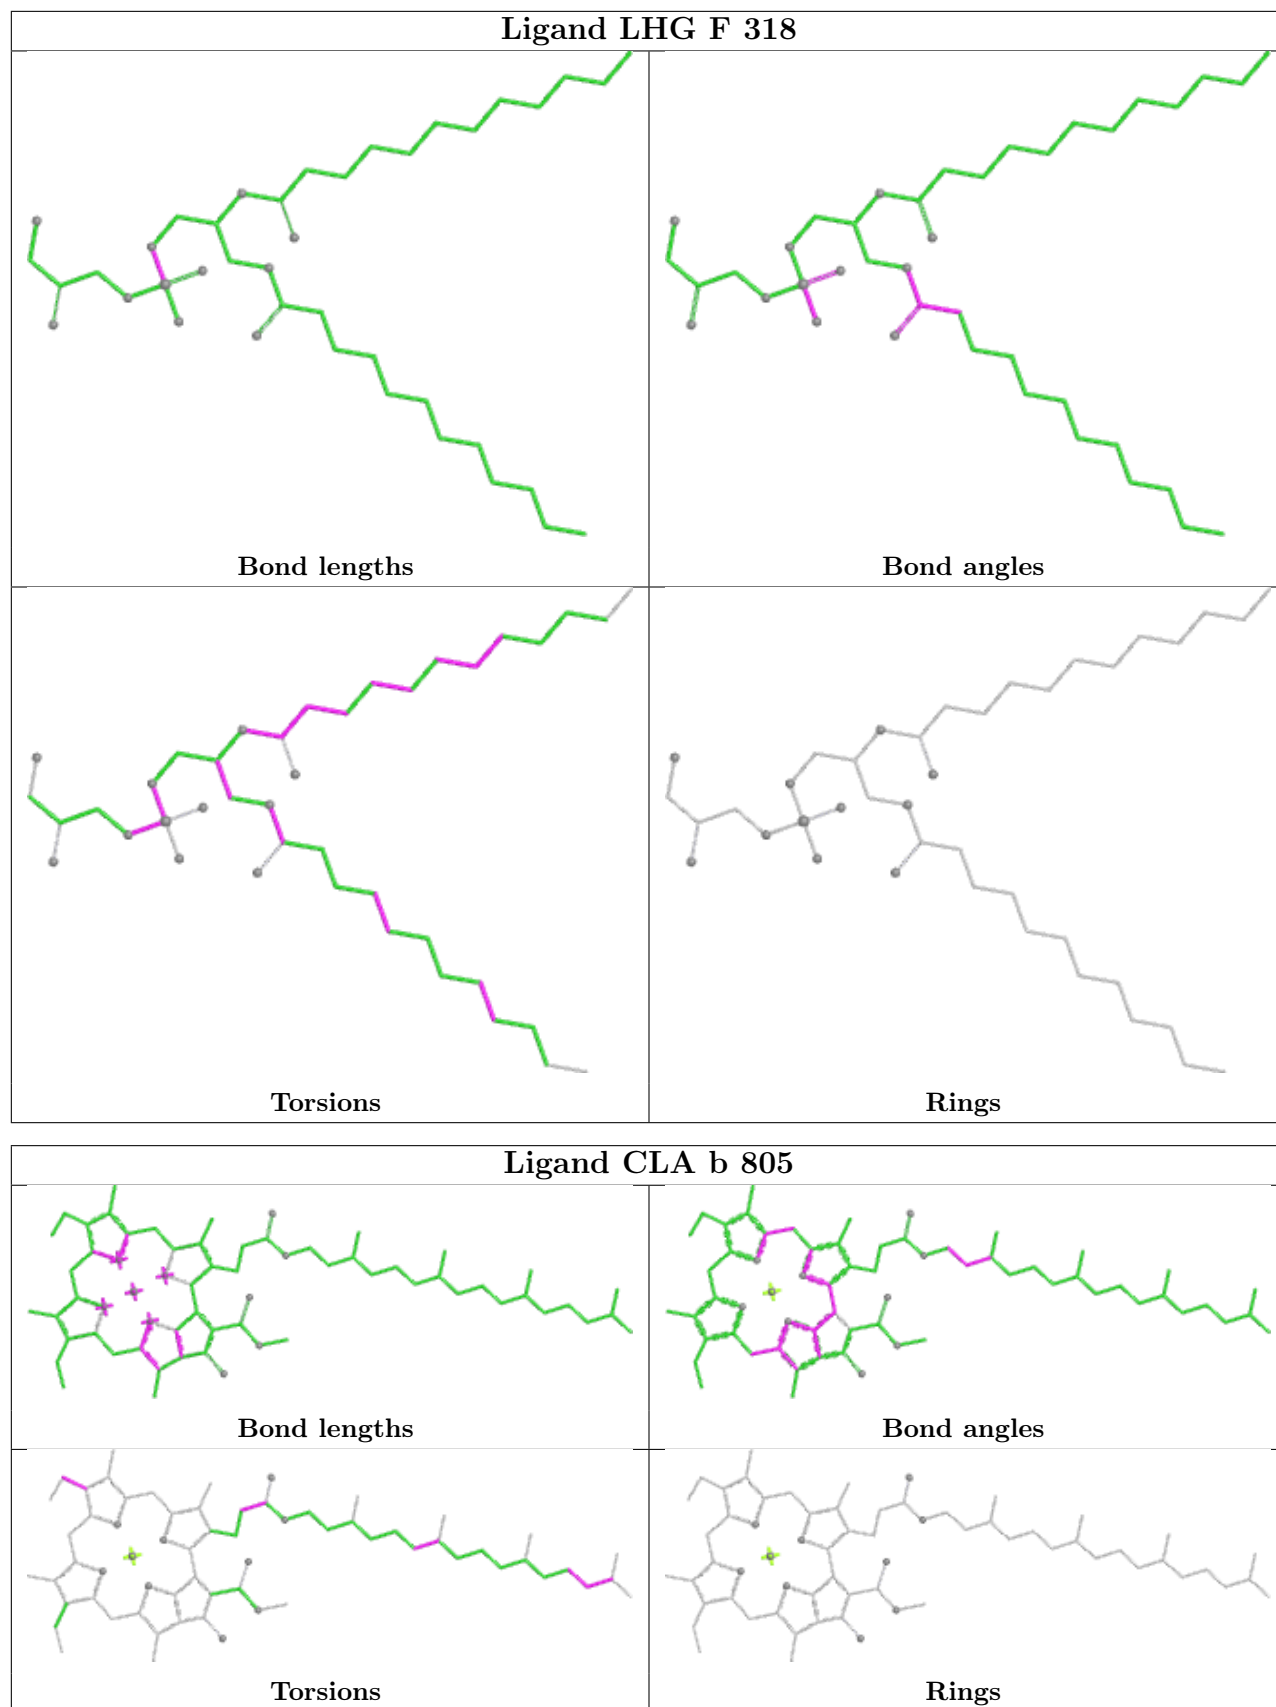 Ligand LHG F 318
Bond lengths
Bond angles
Torsions
Rings
Ligand CLA b 805
Bond lengths
Bond angles
Torsions
Rings